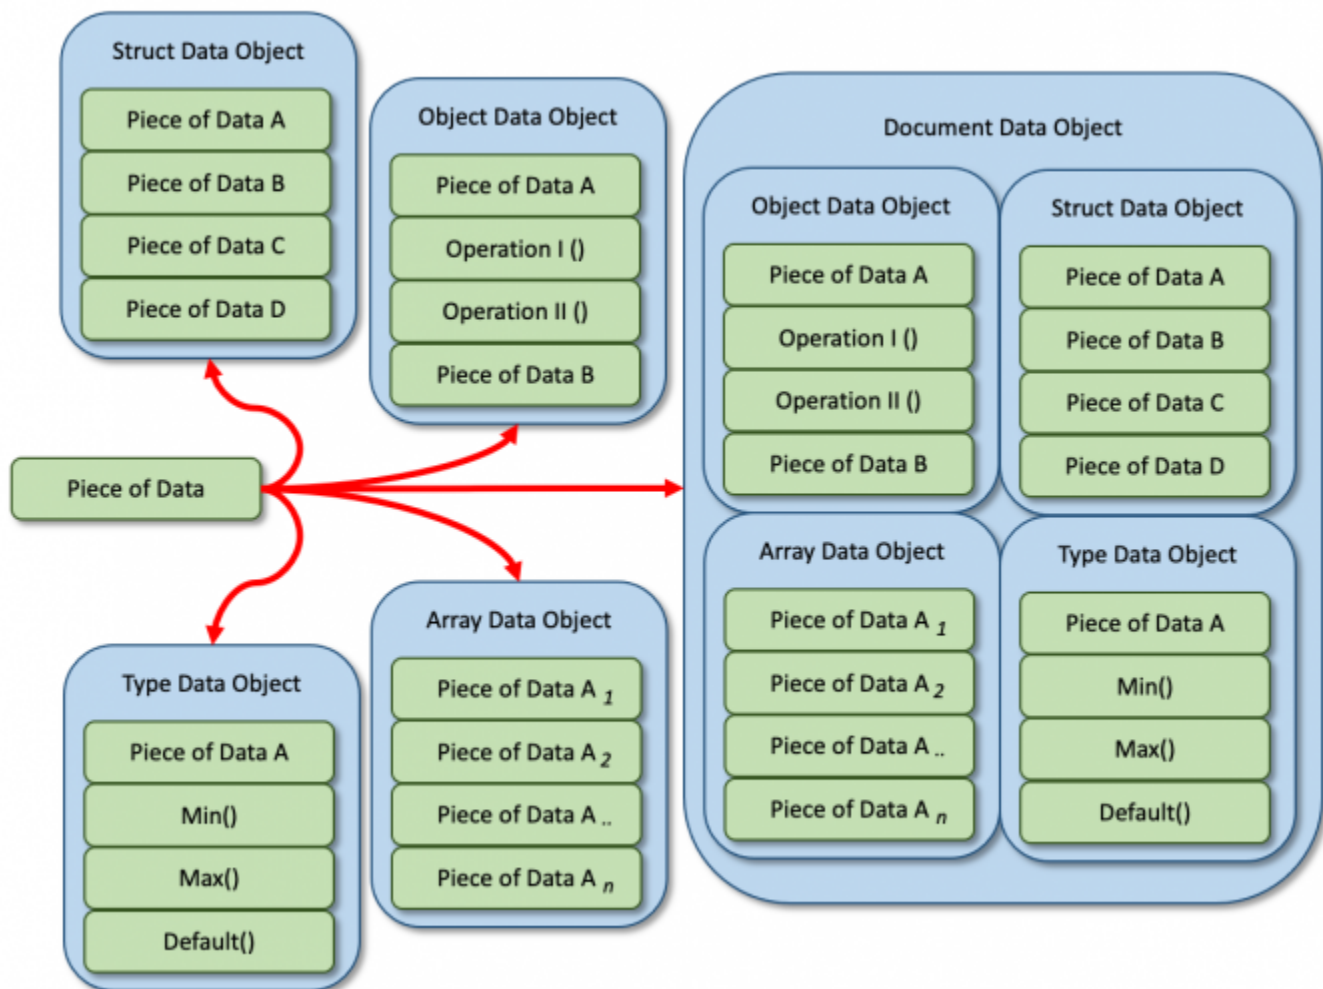 Struct Data Object
Piece of Data A
Piece of Data B
Piece of Data C
Piece of Data D
Object Data Object
Piece of Data A
Operation I ()
Operation II ()
Piece of Data B
Piece of Data
Type Data Object
Piece of Data A
Min()
Max()
Default()
Array Data Object
Piece of Data A 1
Piece of Data A 2
Piece of Data A ..
Piece of Data A n
Document Data Object
Object Data Object
Piece of Data A
Operation I ()
Operation II ()
Piece of Data B
Struct Data Object
Piece of Data A
Piece of Data B
Piece of Data C
Piece of Data D
Array Data Object
Piece of Data A 1
Piece of Data A 2
Piece of Data A ..
Piece of Data A n
Type Data Object
Piece of Data A
Min()
Max()
Default()